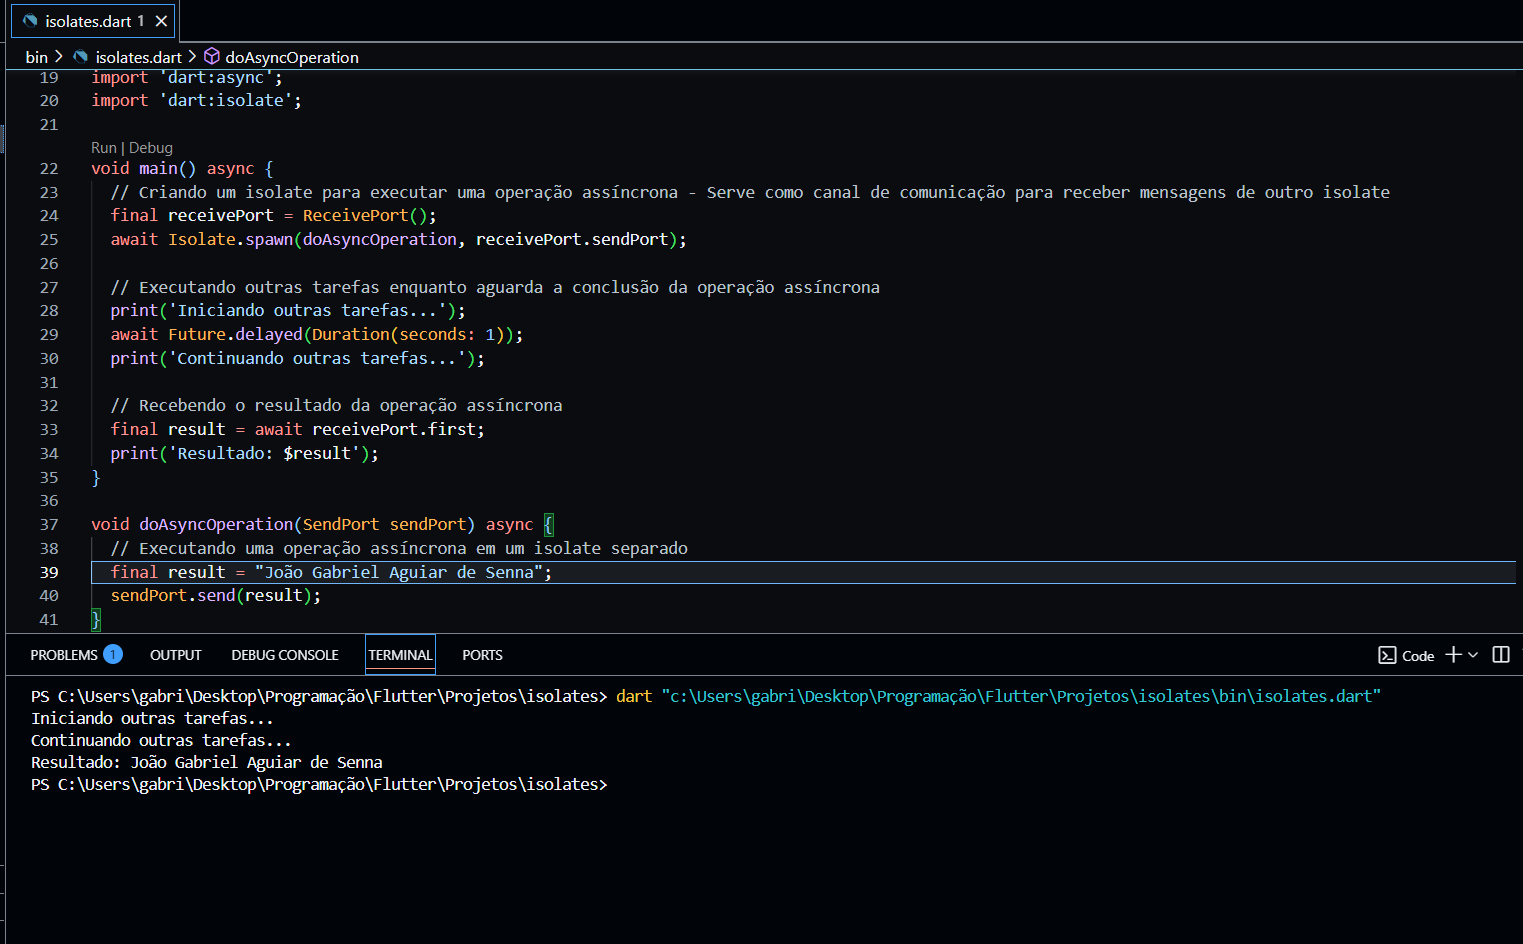 isolates.dart 1
bin > isolates.dart > doAsyncOperation
19 import 'dart:async';
20 import 'dart:isolate';
21
Run | Debug
22 void main() async {
23 // Criando um isolate para executar uma operação assíncrona - Serve como canal de comunicação para receber mensagens de outro isolate
24 final receivePort = ReceivePort();
25 await Isolate.spawn(doAsyncOperation, receivePort.sendPort);
26
27 // Executando outras tarefas enquanto aguarda a conclusão da operação assíncrona
28 print('Iniciando outras tarefas...');
29 await Future.delayed(Duration(seconds: 1));
30 print('Continuando outras tarefas...');
31
32 // Recebendo o resultado da operação assíncrona
33 final result = await receivePort.first;
34 print('Resultado: $result');
35 }
36
37 void doAsyncOperation(SendPort sendPort) async {
38 // Executando uma operação assíncrona em um isolate separado
39 final result = "João Gabriel Aguiar de Senna";
40 sendPort.send(result);
41 }
PROBLEMS 1 OUTPUT DEBUG CONSOLE TERMINAL PORTS Code
PS C:\Users\gabri\Desktop\Programação\Flutter\Projetos\isolates> dart "c:\Users\gabri\Desktop\Programação\Flutter\Projetos\isolates\bin\isolates.dart"
Iniciando outras tarefas...
Continuando outras tarefas...
Resultado: João Gabriel Aguiar de Senna
PS C:\Users\gabri\Desktop\Programação\Flutter\Projetos\isolates>